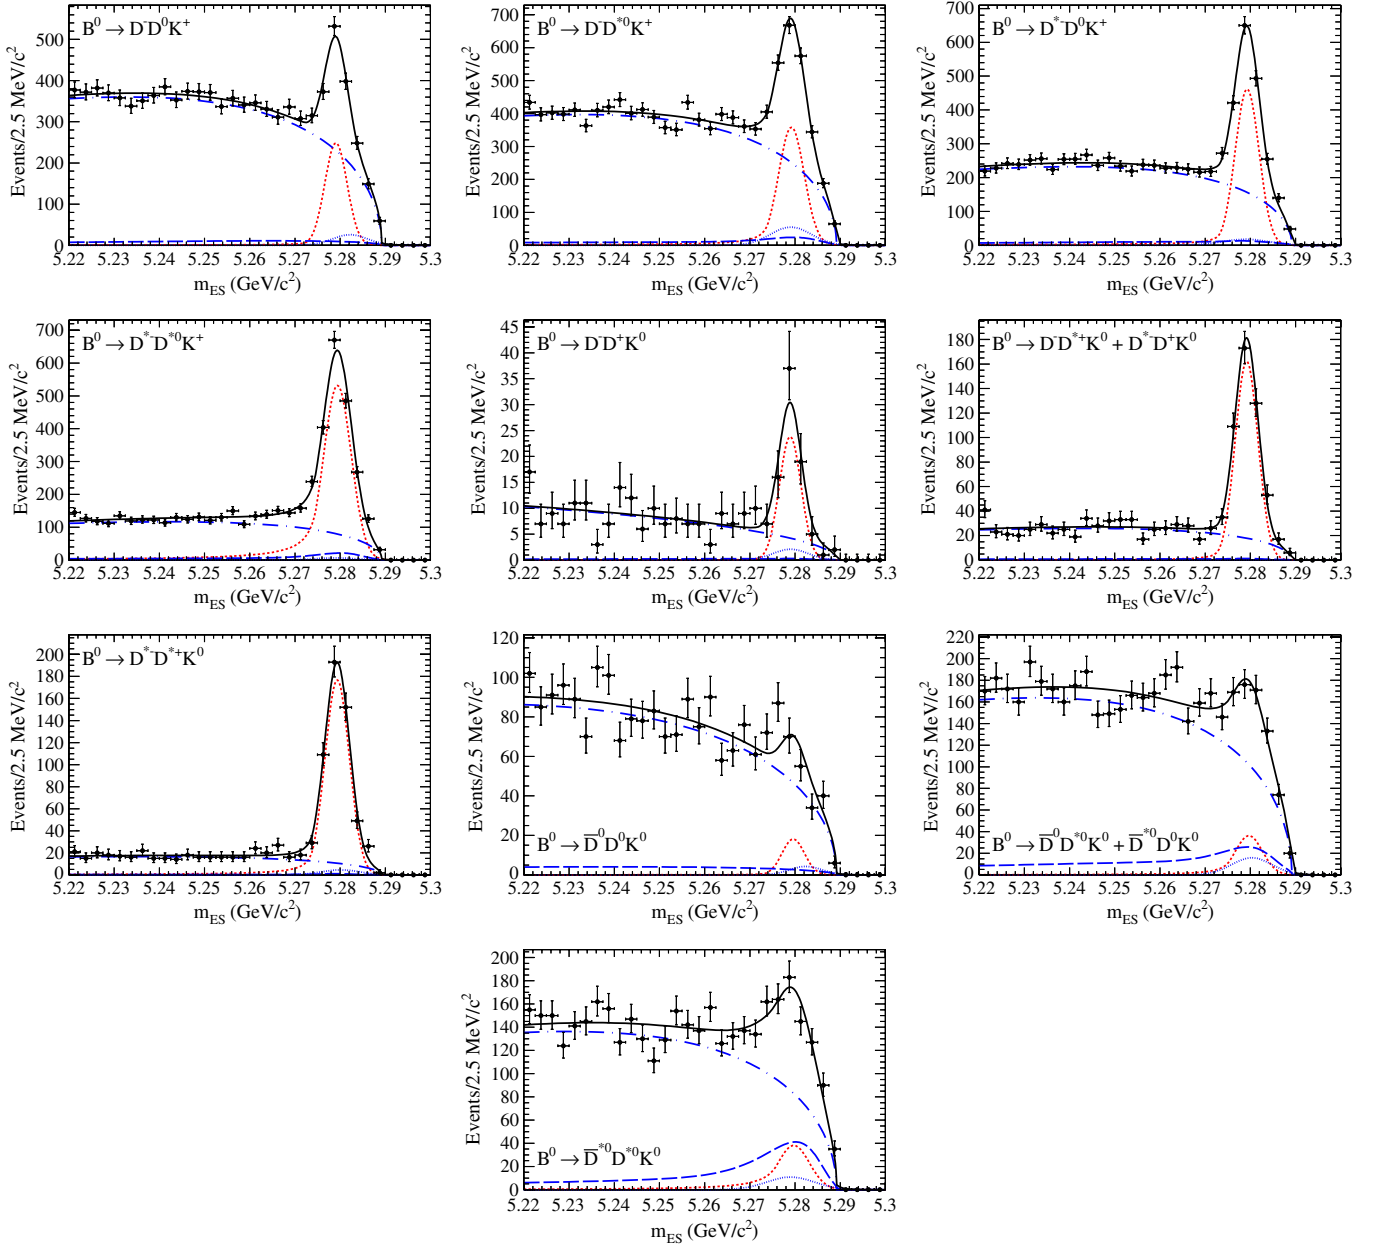 B⁰ → D⁻D⁰K⁺
Events/2.5 MeV/c²
500
400
300
200
100
0
5.22 5.23 5.24 5.25 5.26 5.27 5.28 5.29 5.3
m_ES (GeV/c²)
B⁰ → D⁻D*⁰K⁺
Events/2.5 MeV/c²
700
600
500
400
300
200
100
0
5.22 5.23 5.24 5.25 5.26 5.27 5.28 5.29 5.3
m_ES (GeV/c²)
B⁰ → D*⁻D⁰K⁺
Events/2.5 MeV/c²
700
600
500
400
300
200
100
0
5.22 5.23 5.24 5.25 5.26 5.27 5.28 5.29 5.3
m_ES (GeV/c²)
B⁰ → D*⁻D*⁰K⁺
Events/2.5 MeV/c²
700
600
500
400
300
200
100
0
5.22 5.23 5.24 5.25 5.26 5.27 5.28 5.29 5.3
m_ES (GeV/c²)
B⁰ → D⁻D⁺K⁰
Events/2.5 MeV/c²
45
40
35
30
25
20
15
10
5
0
5.22 5.23 5.24 5.25 5.26 5.27 5.28 5.29 5.3
m_ES (GeV/c²)
B⁰ → D⁻D*⁺K⁰ + D*⁻D⁺K⁰
Events/2.5 MeV/c²
180
160
140
120
100
80
60
40
20
0
5.22 5.23 5.24 5.25 5.26 5.27 5.28 5.29 5.3
m_ES (GeV/c²)
B⁰ → D*⁻D*⁺K⁰
Events/2.5 MeV/c²
200
180
160
140
120
100
80
60
40
20
0
5.22 5.23 5.24 5.25 5.26 5.27 5.28 5.29 5.3
m_ES (GeV/c²)
Events/2.5 MeV/c²
120
100
80
60
40
20
0
B⁰ → D̅⁰D⁰K⁰
5.22 5.23 5.24 5.25 5.26 5.27 5.28 5.29 5.3
m_ES (GeV/c²)
Events/2.5 MeV/c²
220
200
180
160
140
120
100
80
60
40
20
0
B⁰ → D̅⁰D*⁰K⁰ + D̅*⁰D⁰K⁰
5.22 5.23 5.24 5.25 5.26 5.27 5.28 5.29 5.3
m_ES (GeV/c²)
Events/2.5 MeV/c²
200
180
160
140
120
100
80
60
40
20
0
B⁰ → D̅*⁰D*⁰K⁰
5.22 5.23 5.24 5.25 5.26 5.27 5.28 5.29 5.3
m_ES (GeV/c²)